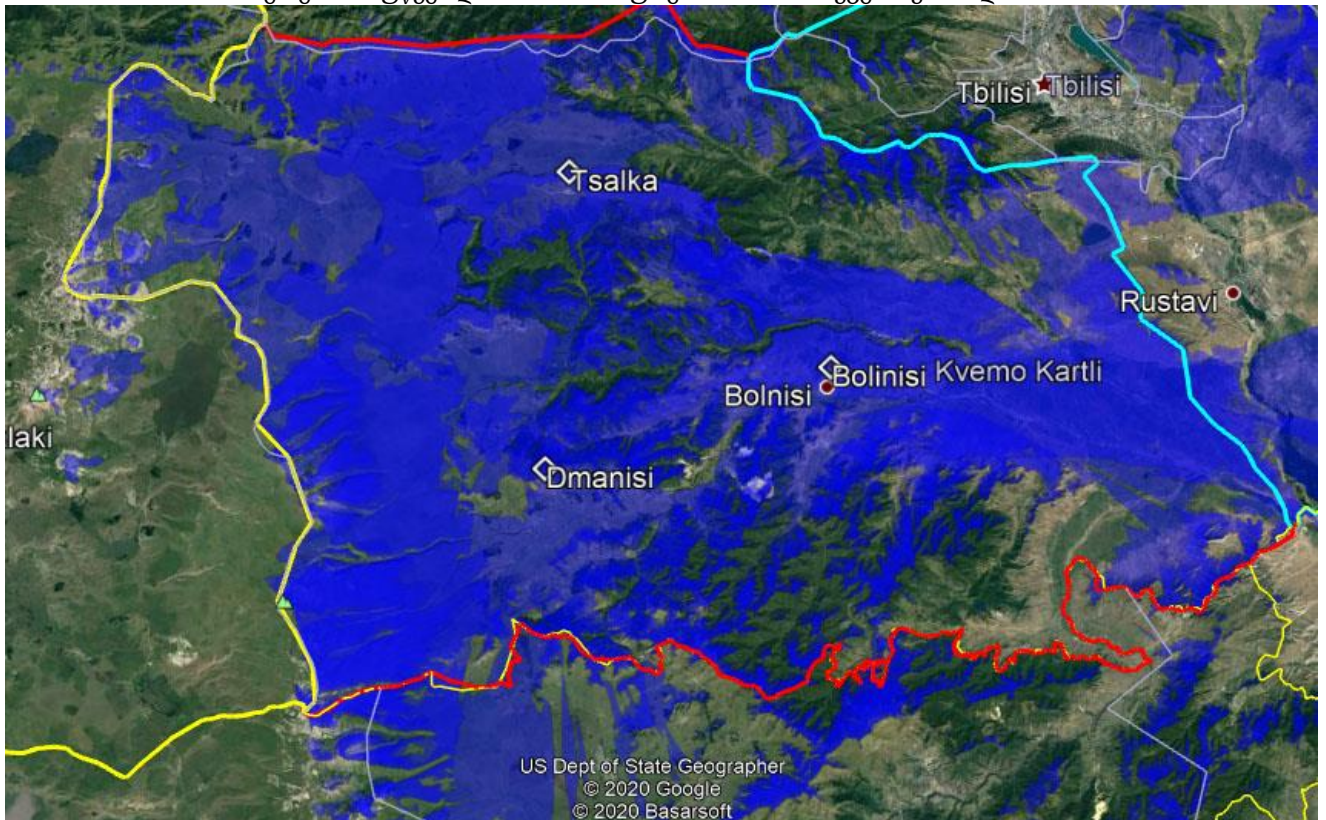 Tbilisi
Tbilisi
Tsalka
Rustavi
Bolinisi
Kvemo Kartli
Bolnisi
laki
Dmanisi
US Dept of State Geographer
© 2020 Google
© 2020 Basarsoft